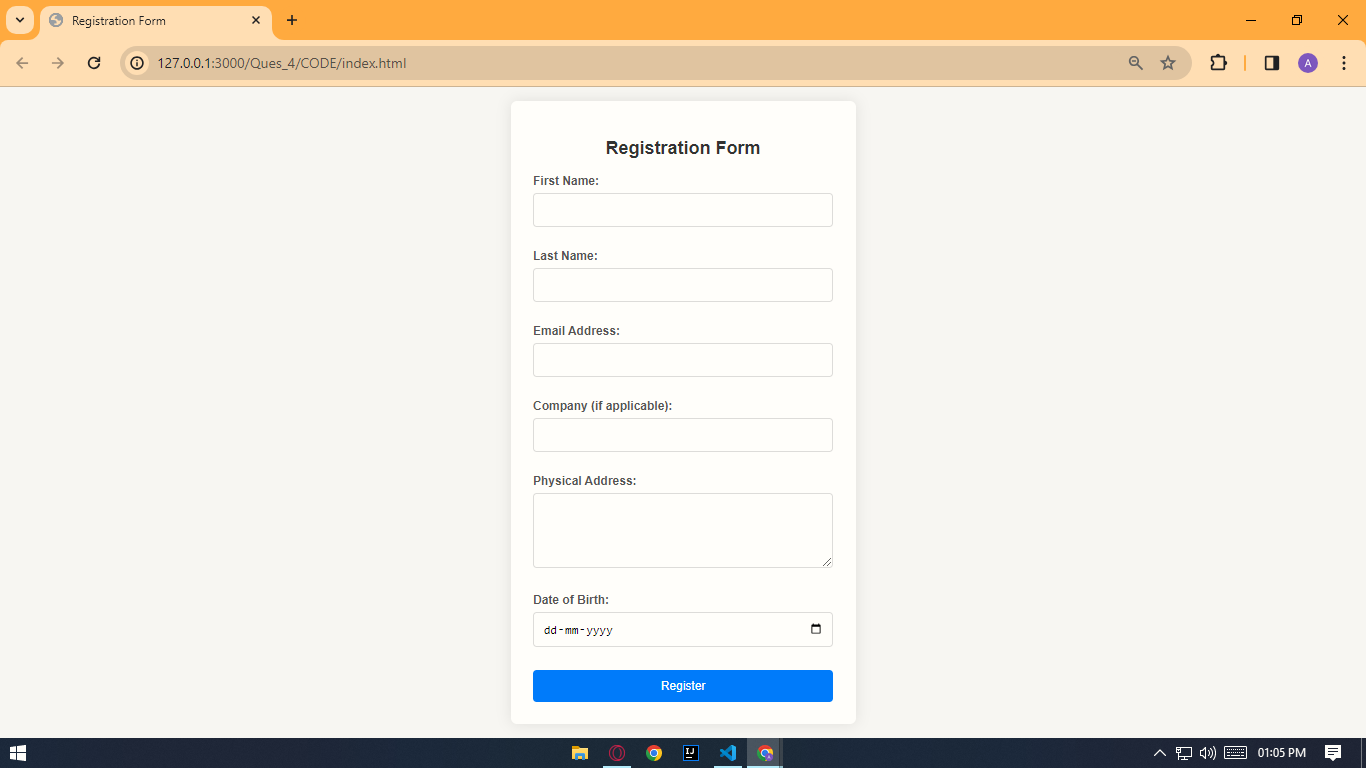 Registration Form
127.0.0.1:3000/Ques_4/CODE/index.html
A
Registration Form
First Name:
Last Name:
Email Address:
Company (if applicable):
Physical Address:
Date of Birth:
dd-mm-yyyy
Register
IJ
01:05 PM